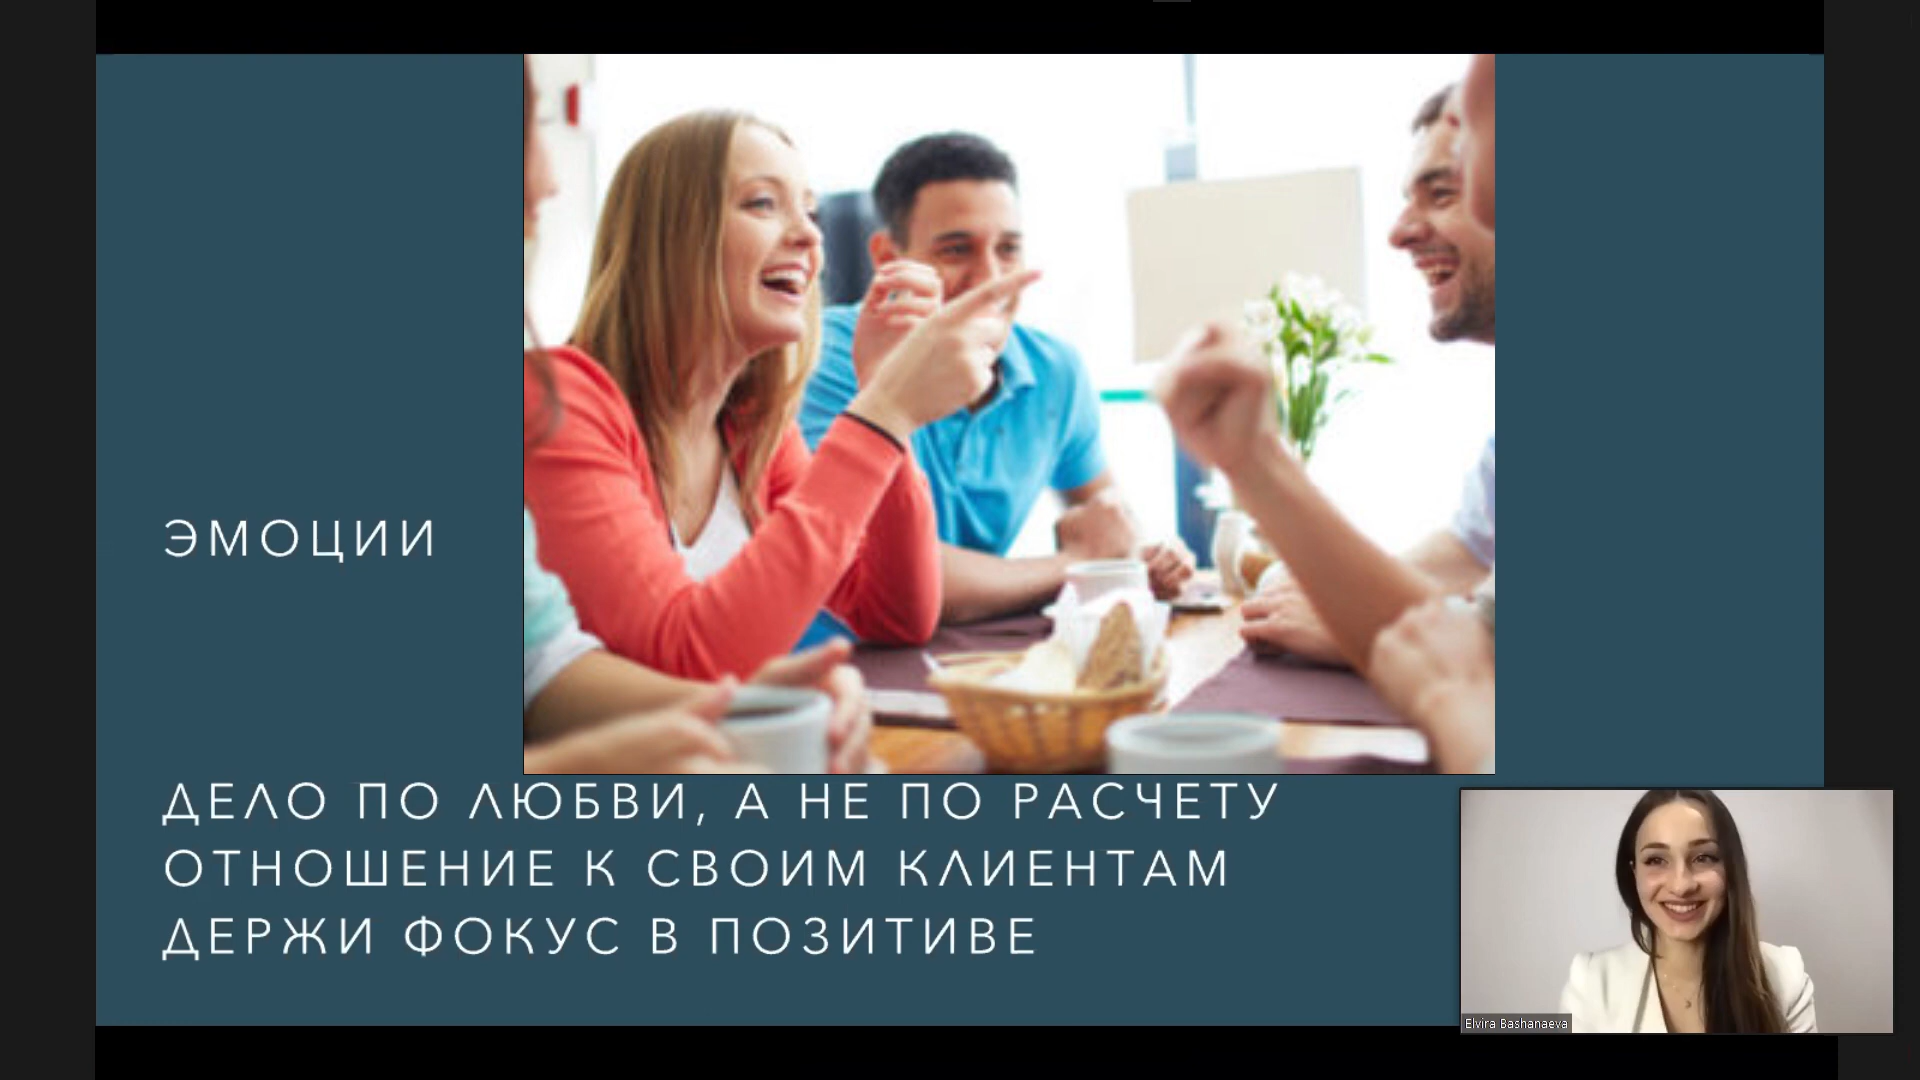 ЭМОЦИИ
ДЕЛО ПО ЛЮБВИ, А НЕ ПО РАСЧЕТУ
ОТНОШЕНИЕ К СВОИМ КЛИЕНТАМ
ДЕРЖИ ФОКУС В ПОЗИТИВЕ
Elvira Bashanaeva